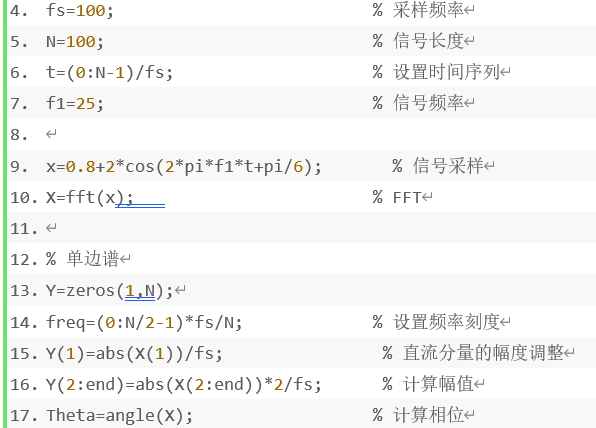 4. fs=100; % 采样频率↵
5. N=100; % 信号长度↵
6. t=(0:N-1)/fs; % 设置时间序列↵
7. f1=25; % 信号频率↵
8. ↵
9. x=0.8+2*cos(2*pi*f1*t+pi/6); % 信号采样↵
10. X=fft(x); % FFT↵
11. ↵
12. % 单边谱↵
13. Y=zeros(1,N);↵
14. freq=(0:N/2-1)*fs/N; % 设置频率刻度↵
15. Y(1)=abs(X(1))/fs; % 直流分量的幅度调整↵
16. Y(2:end)=abs(X(2:end))*2/fs; % 计算幅值↵
17. Theta=angle(X); % 计算相位↵